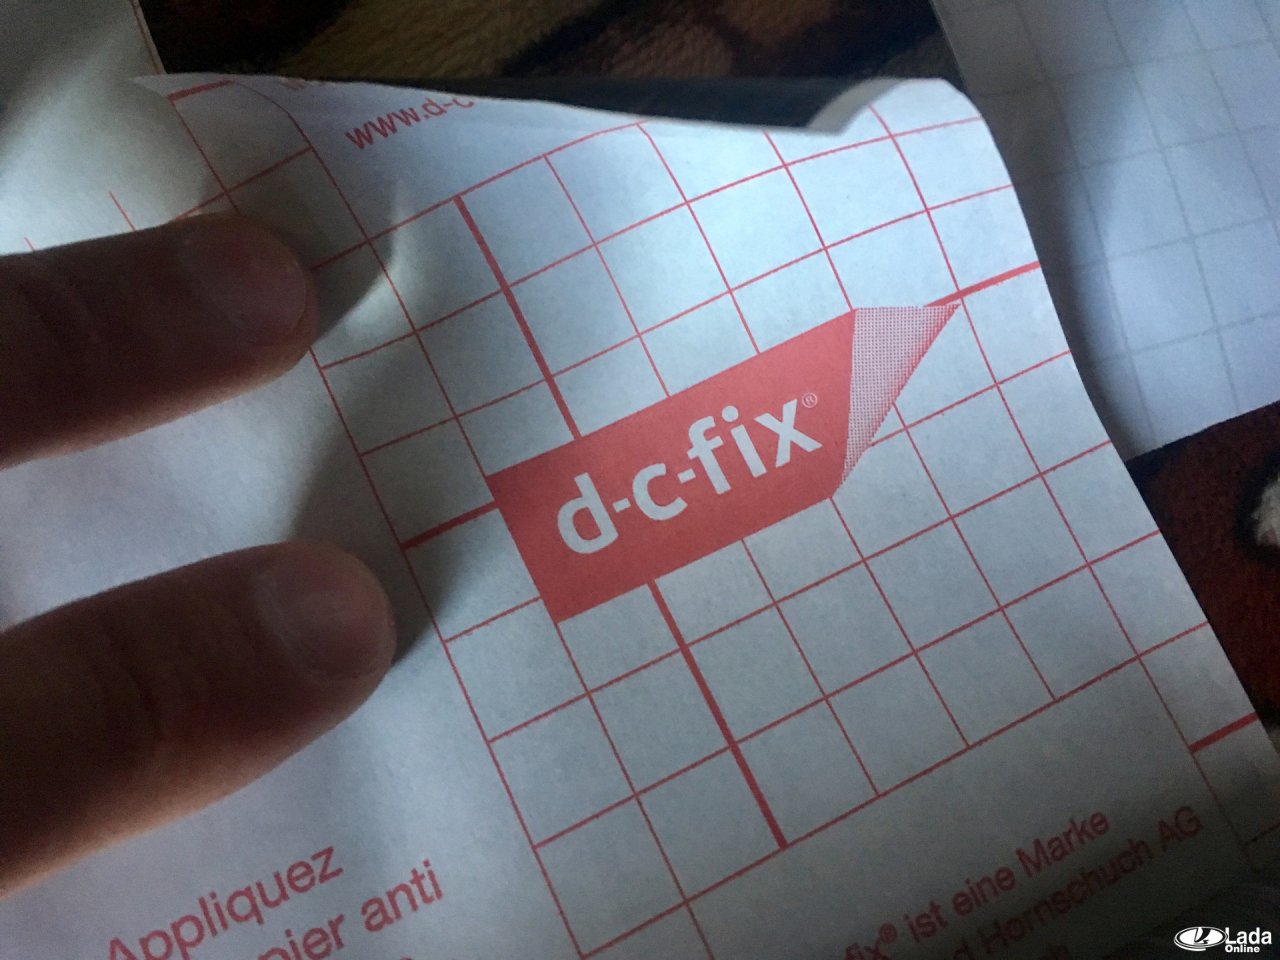 www.d-c
d-c-fix®
Appliquez
pier anti
fix® ist eine Marke
d Hornschuch AG
Lada
Online